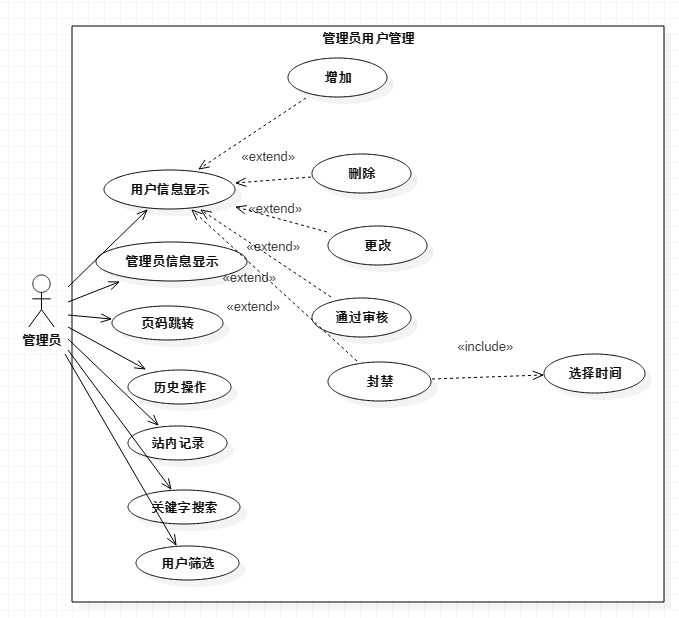 管理员用户管理
增加
«extend»
删除
用户信息显示
«extend»
更改
«extend»
管理员信息显示
«extend»
«extend»
通过审核
页码跳转
管理员
«include»
选择时间
封禁
历史操作
站内记录
关键字搜索
用户筛选